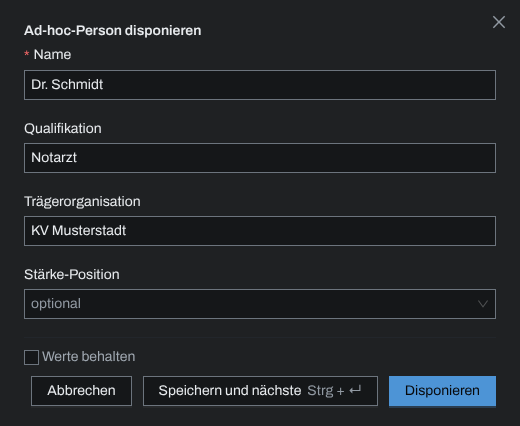 Ad-hoc-Person disponieren
* Name
Dr. Schmidt
Qualifikation
Notarzt
Trägerorganisation
KV Musterstadt
Stärke-Position
optional
Werte behalten
Abbrechen Speichern und nächste Strg + ↵ Disponieren